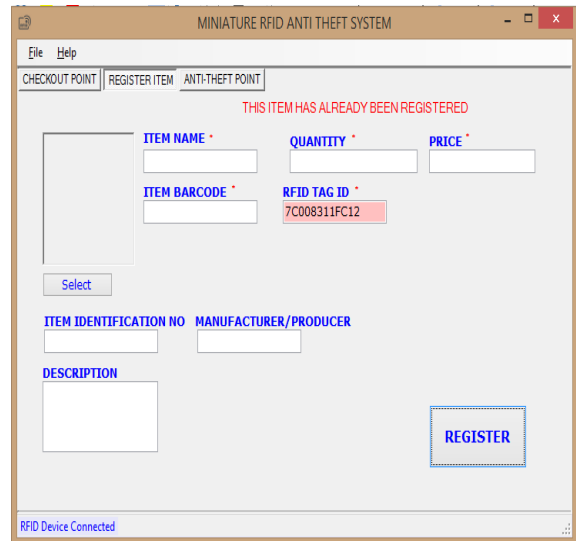 MINIATURE RFID ANTI THEFT SYSTEM
File Help
CHECKOUT POINT REGISTER ITEM ANTI-THEFT POINT
THIS ITEM HAS ALREADY BEEN REGISTERED
ITEM NAME * QUANTITY * PRICE *
ITEM BARCODE * RFID TAG ID *
7C008311FC12
Select
ITEM IDENTIFICATION NO MANUFACTURER/PRODUCER
DESCRIPTION
REGISTER
RFID Device Connected